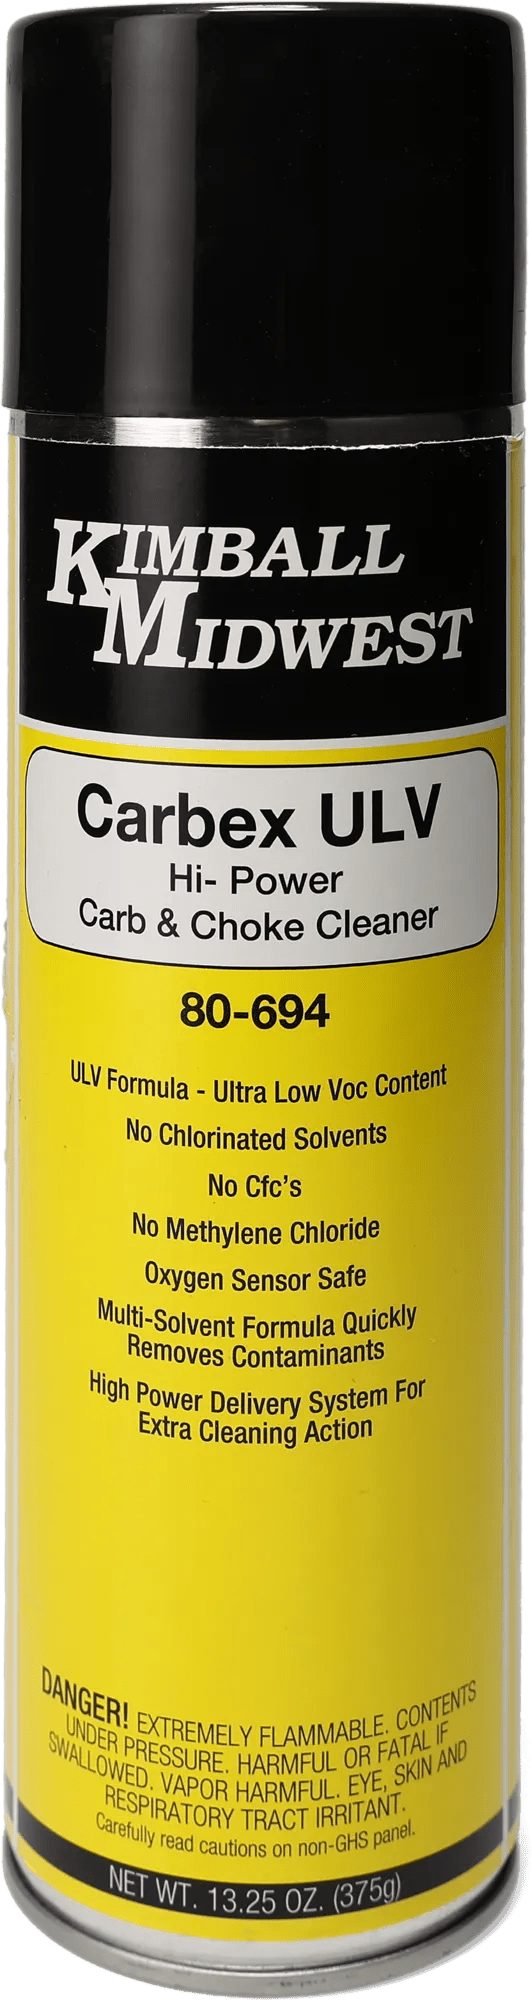 KIMBALL
MIDWEST
Carbex ULV
Hi- Power
Carb & Choke Cleaner
80-694
ULV Formula - Ultra Low Voc Content
No Chlorinated Solvents
No Cfc's
No Methylene Chloride
Oxygen Sensor Safe
Multi-Solvent Formula Quickly
Removes Contaminants
High Power Delivery System For
Extra Cleaning Action
DANGER! EXTREMELY FLAMMABLE. CONTENTS
UNDER PRESSURE. HARMFUL OR FATAL IF
SWALLOWED. VAPOR HARMFUL. EYE, SKIN AND
RESPIRATORY TRACT IRRITANT.
Carefully read cautions on non-GHS panel.
NET WT. 13.25 OZ. (375g)